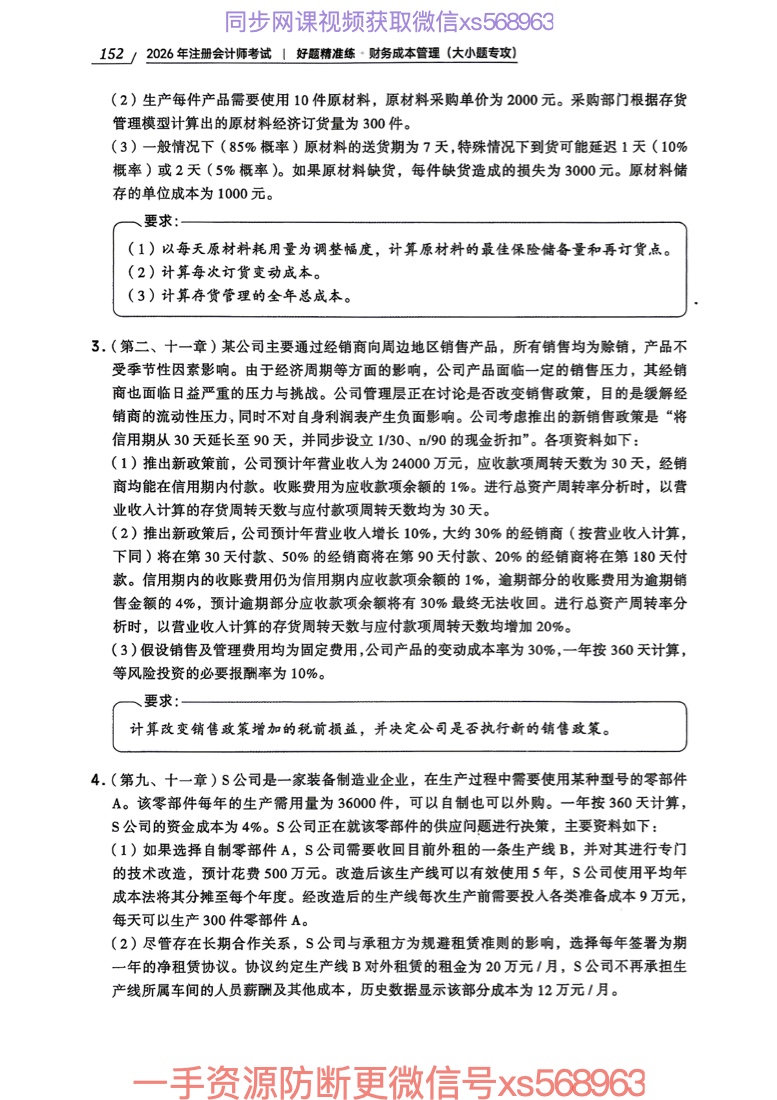 同步网课视频获取微信xs568963
152 / 2026年注册会计师考试 | 好题精准练·财务成本管理（大小题专攻）
（2）生产每件产品需要使用10件原材料，原材料采购单价为2000元。采购部门根据存货
管理模型计算出的原材料经济订货量为300件。
（3）一般情况下（85%概率）原材料的送货期为7天，特殊情况下到货可能延迟1天（10%
概率）或2天（5%概率）。如果原材料缺货，每件缺货造成的损失为3000元。原材料储
存的单位成本为1000元。
要求：
（1）以每天原材料耗用量为调整幅度，计算原材料的最佳保险储备量和再订货点。
（2）计算每次订货变动成本。
（3）计算存货管理的全年总成本。
3.（第二、十一章）某公司主要通过经销商向周边地区销售产品，所有销售均为赊销，产品不
受季节性因素影响。由于经济周期等方面的影响，公司产品面临一定的销售压力，其经销
商也面临日益严重的压力与挑战。公司管理层正在讨论是否改变销售政策，目的是缓解经
销商的流动性压力、同时不对自身利润表产生负面影响。公司考虑推出的新销售政策是“将
信用期从30天延长至90天，并同步设立1/30、n/90的现金折扣”。各项资料如下：
（1）推出新政策前，公司预计年营业收入为24000万元，应收款项周转天数为30天，经销
商均能在信用期内付款。收账费用为应收款项余额的1%。进行总资产周转率分析时，以营
业收入计算的存货周转天数与应付款项周转天数均为30天。
（2）推出新政策后，公司预计年营业收入增长10%，大约30%的经销商（按营业收入计算，
下同）将在第30天付款、50%的经销商将在第90天付款、20%的经销商将在第180天付
款。信用期内的收账费用仍为信用期内应收款项余额的1%，逾期部分的收账费用为逾期销
售金额的4%，预计逾期部分应收款项余额将有30%最终无法收回。进行总资产周转率分
析时，以营业收入计算的存货周转天数与应付款项周转天数均增加20%。
（3）假设销售及管理费用均为固定费用，公司产品的变动成本率为30%，一年按360天计算，
等风险投资的必要报酬率为10%。
要求：
计算改变销售政策增加的税前损益，并决定公司是否执行新的销售政策。
4.（第九、十一章）S公司是一家装备制造业企业，在生产过程中需要使用某种型号的零部件
A。该零部件每年的生产需用量为36000件，可以自制也可以外购。一年按360天计算，
S公司的资金成本为4%。S公司正在就该零部件的供应问题进行决策，主要资料如下：
（1）如果选择自制零部件A，S公司需要收回目前外租的一条生产线B，并对其进行专门
的技术改造，预计花费500万元。改造后该生产线可以有效使用5年，S公司使用平均年
成本法将其分摊至每个年度。经改造后的生产线每次生产前需要投入各类准备成本9万元，
每天可以生产300件零部件A。
（2）尽管存在长期合作关系，S公司与承租方为规避租赁准则的影响，选择每年签署为期
一年的净租赁协议。协议约定生产线B对外租赁的租金为20万元/月，S公司不再承担生
产线所属车间的人员薪酬及其他成本，历史数据显示该部分成本为12万元/月。
一手资源防断更微信号xs568963